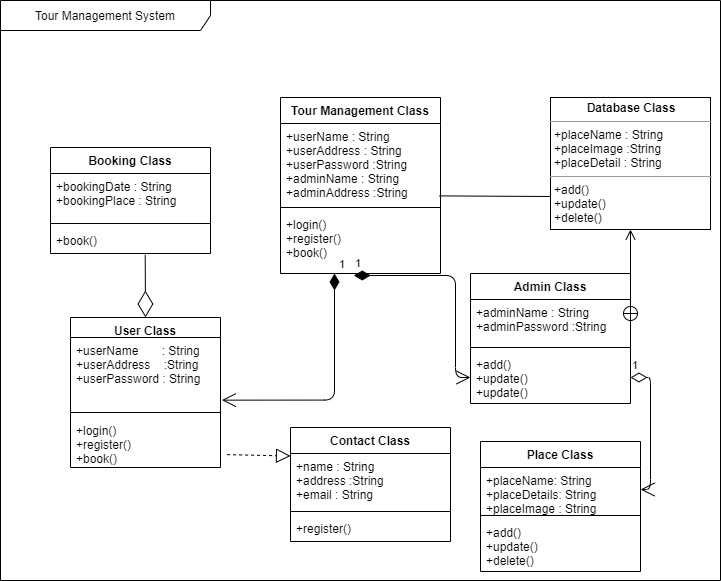 Tour Management System
Tour Management Class
+userName : String
+userAddress : String
+userPassword :String
+adminName : String
+adminAddress :String
+login()
+register()
+book()
1
1
Database Class
+placeName : String
+placeImage :String
+placeDetail : String
+add()
+update()
+delete()
Booking Class
+bookingDate : String
+bookingPlace : String
+book()
Admin Class
+adminName : String
+adminPassword :String
+add()
+update()
+update()
1
User Class
+userName : String
+userAddress :String
+userPassword : String
+login()
+register()
+book()
Contact Class
+name : String
+address :String
+email : String
+register()
Place Class
+placeName: String
+placeDetails: String
+placeImage : String
+add()
+update()
+delete()